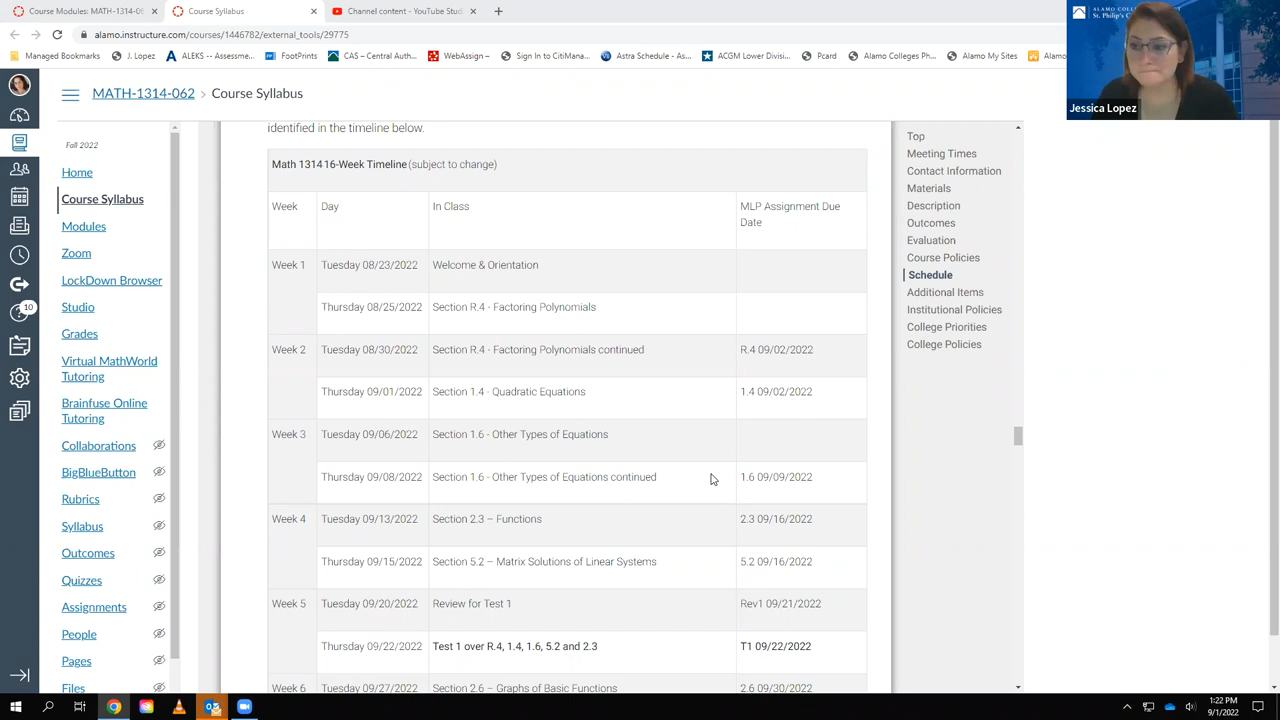 Course Modules: MATH-1314-
Course Syllabus
Channel content - YouTube Stud
alamo.instructure.com/courses/1446782/external_tools/29775
Managed Bookmarks
J. Lopez
ALEKS -- Assessme...
FootPrints
CAS – Central Auth...
WebAssign –
Sign In to CitiMana...
Astra Schedule - As...
ACGM Lower Divisi...
Pcard
Alamo Colleges Ph...
Alamo My Sites
Alamo
St. Philip's C
Jessica Lopez
MATH-1314-062 > Course Syllabus
Fall 2022
Home
Course Syllabus
Modules
Zoom
LockDown Browser
Studio
Grades
Virtual MathWorld
Tutoring
Brainfuse Online
Tutoring
Collaborations
BigBlueButton
Rubrics
Syllabus
Outcomes
Quizzes
Assignments
People
Pages
Files
10
identified in the timeline below.
Math 1314 16-Week Timeline (subject to change)
Week Day In Class MLP Assignment Due
Date
Week 1 Tuesday 08/23/2022 Welcome & Orientation
Thursday 08/25/2022 Section R.4 - Factoring Polynomials
Week 2 Tuesday 08/30/2022 Section R.4 - Factoring Polynomials continued R.4 09/02/2022
Thursday 09/01/2022 Section 1.4 - Quadratic Equations 1.4 09/02/2022
Week 3 Tuesday 09/06/2022 Section 1.6 - Other Types of Equations
Thursday 09/08/2022 Section 1.6 - Other Types of Equations continued 1.6 09/09/2022
Week 4 Tuesday 09/13/2022 Section 2.3 – Functions 2.3 09/16/2022
Thursday 09/15/2022 Section 5.2 – Matrix Solutions of Linear Systems 5.2 09/16/2022
Week 5 Tuesday 09/20/2022 Review for Test 1 Rev1 09/21/2022
Thursday 09/22/2022 Test 1 over R.4, 1.4, 1.6, 5.2 and 2.3 T1 09/22/2022
Week 6 Tuesday 09/27/2022 Section 2.6 – Graphs of Basic Functions 2.6 09/30/2022
Top
Meeting Times
Contact Information
Materials
Description
Outcomes
Evaluation
Course Policies
Schedule
Additional Items
Institutional Policies
College Priorities
College Policies
1:22 PM
9/1/2022